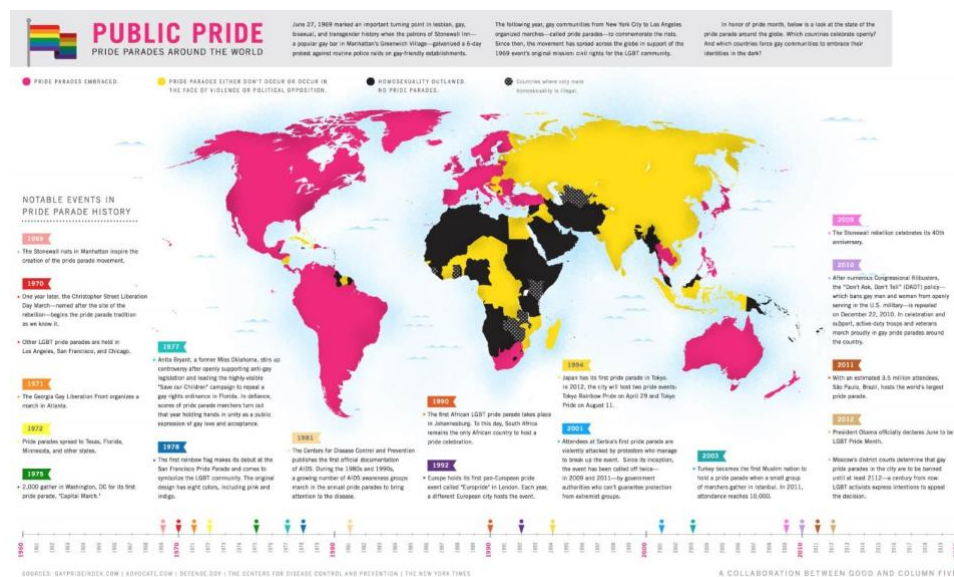 PUBLIC PRIDE
PRIDE PARADES AROUND THE WORLD
June 27, 1969 marked an important turning point in lesbian, gay,
bisexual, and transgender history when the patrons of Stonewall Inn—
a popular gay bar in Manhattan's Greenwich Village—galvanized a 6-day
protest against routine police raids on gay-friendly establishments.
The following year, gay communities from New York City to Los Angeles
organized marches—called pride parades—to commemorate the riots.
Since then, the movement has spread across the globe in support of the
1969 event's original mission: civil rights for the LGBT community.
In honor of pride month, below is a look at the state of the
pride parade around the globe. Which countries celebrate openly?
And which countries force gay communities to embrace their
identities in the dark?
PRIDE PARADES EMBRACED.
PRIDE PARADES EITHER DON'T OCCUR OR OCCUR IN
THE FACE OF VIOLENCE OR POLITICAL OPPOSITION.
HOMOSEXUALITY OUTLAWED.
NO PRIDE PARADES.
Countries where only male
homosexuality is illegal.
NOTABLE EVENTS IN
PRIDE PARADE HISTORY
1969
The Stonewall riots in Manhattan inspire the
creation of the pride parade movement.
1970
One year later, the Christopher Street Liberation
Day March—named after the site of the
rebellion—begins the pride parade tradition
as we know it.
Other LGBT pride parades are held in
Los Angeles, San Francisco, and Chicago.
1971
The Georgia Gay Liberation Front organizes a
march in Atlanta.
1972
Pride parades spread to Texas, Florida,
Minnesota, and other states.
1975
2,000 gather in Washington, DC for its first
pride parade, "Capital March."
1977
Anita Bryant, a former Miss Oklahoma, stirs up
controversy after openly supporting anti-gay
legislation and leading the highly-visible
"Save our Children" campaign to repeal a
gay rights ordinance in Florida. In defiance,
scores of pride parade marchers turn out
that year holding hands in unity as a public
expression of gay love and acceptance.
1978
The first rainbow flag makes its debut at the
San Francisco Pride Parade and comes to
symbolize the LGBT community. The original
design has eight colors, including pink and
indigo.
1981
The Centers for Disease Control and Prevention
publishes the first official documentation
of AIDS. During the 1980s and 1990s,
a growing number of AIDS awareness groups
march in the annual pride parades to bring
attention to the disease.
1990
The first African LGBT pride parade takes place
in Johannesburg. To this day, South Africa
remains the only African country to host a
pride celebration.
1992
Europe holds its first pan-European pride
event called "Europride" in London. Each year,
a different European city hosts the event.
1994
Japan has its first pride parade in Tokyo.
In 2012, the city will host two pride events:
Tokyo Rainbow Pride on April 29 and Tokyo
Pride on August 11.
2001
Attendees at Serbia's first pride parade are
violently attacked by protesters who manage
to break up the event. Since its inception,
the event has been called off twice—
in 2009 and 2011—by government
authorities who can't guarantee protection
from extremist groups.
2003
Turkey becomes the first Muslim nation to
hold a pride parade when a small group
of marchers gather in Istanbul. In 2011,
attendance reaches 10,000.
2009
The Stonewall rebellion celebrates its 40th
anniversary.
2010
After numerous Congressional filibusters,
the "Don't Ask, Don't Tell" (DADT) policy—
which bans gay men and women from openly
serving in the U.S. military—is repealed
on December 22, 2010. In celebration and
support, active-duty troops and veterans
march proudly in gay pride parades around
the country.
2011
With an estimated 3.5 million attendees,
São Paulo, Brazil, hosts the world's largest
pride parade.
2012
President Obama officially declares June to be
LGBT Pride Month.
Moscow's district courts determine that gay
pride parades in the city are to be banned
until at least 2112—a century from now.
LGBT activists express intentions to appeal
the decision.
1960
1970
1980
1990
2000
2010
SOURCES: GAYPRIDEINDEX.COM | ADVOCATE.COM | DEFENSE.GOV | THE CENTERS FOR DISEASE CONTROL AND PREVENTION | THE NEW YORK TIMES
A COLLABORATION BETWEEN GOOD AND COLUMN FIVE